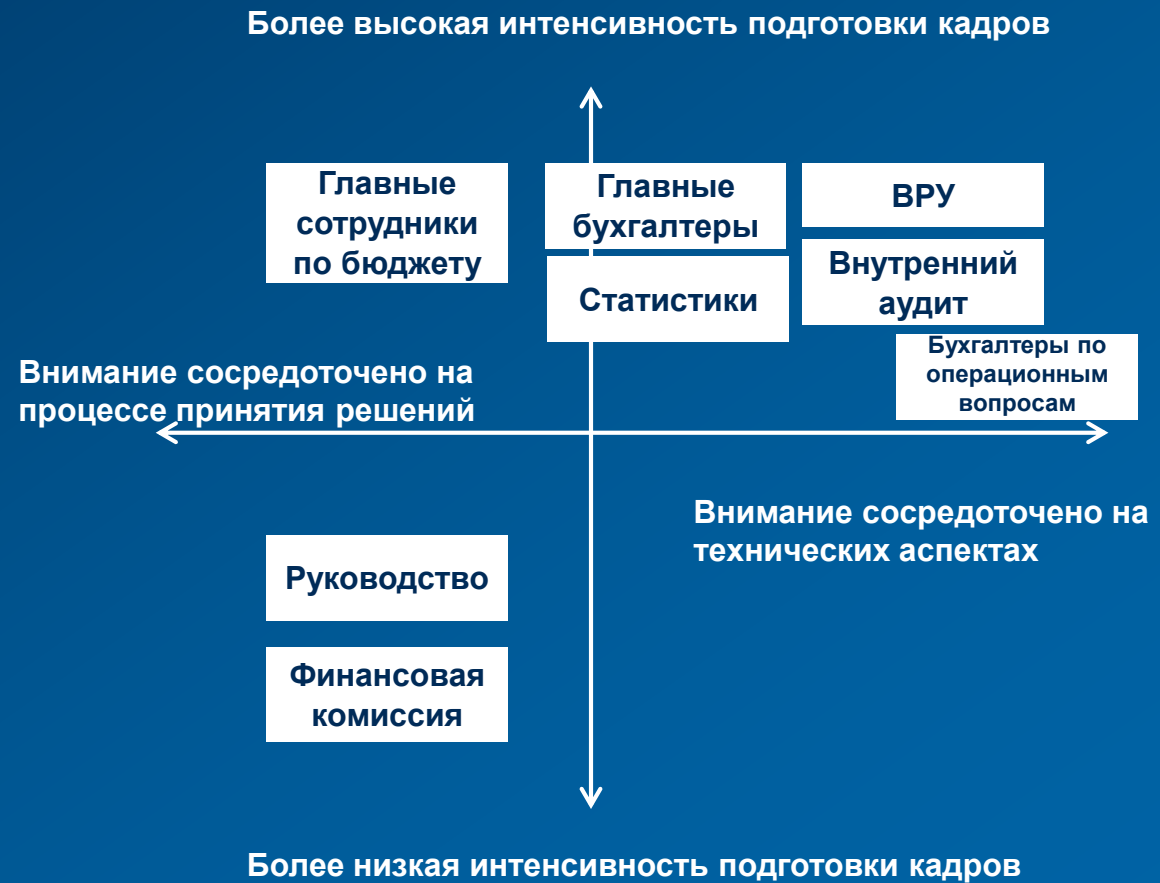 Более высокая интенсивность подготовки кадров
Главные
сотрудники
по бюджету
Главные
бухгалтеры
ВРУ
Статистики
Внутренний
аудит
Бухгалтеры по
операционным
вопросам
Внимание сосредоточено на
процессе принятия решений
Внимание сосредоточено на
технических аспектах
Руководство
Финансовая
комиссия
Более низкая интенсивность подготовки кадров